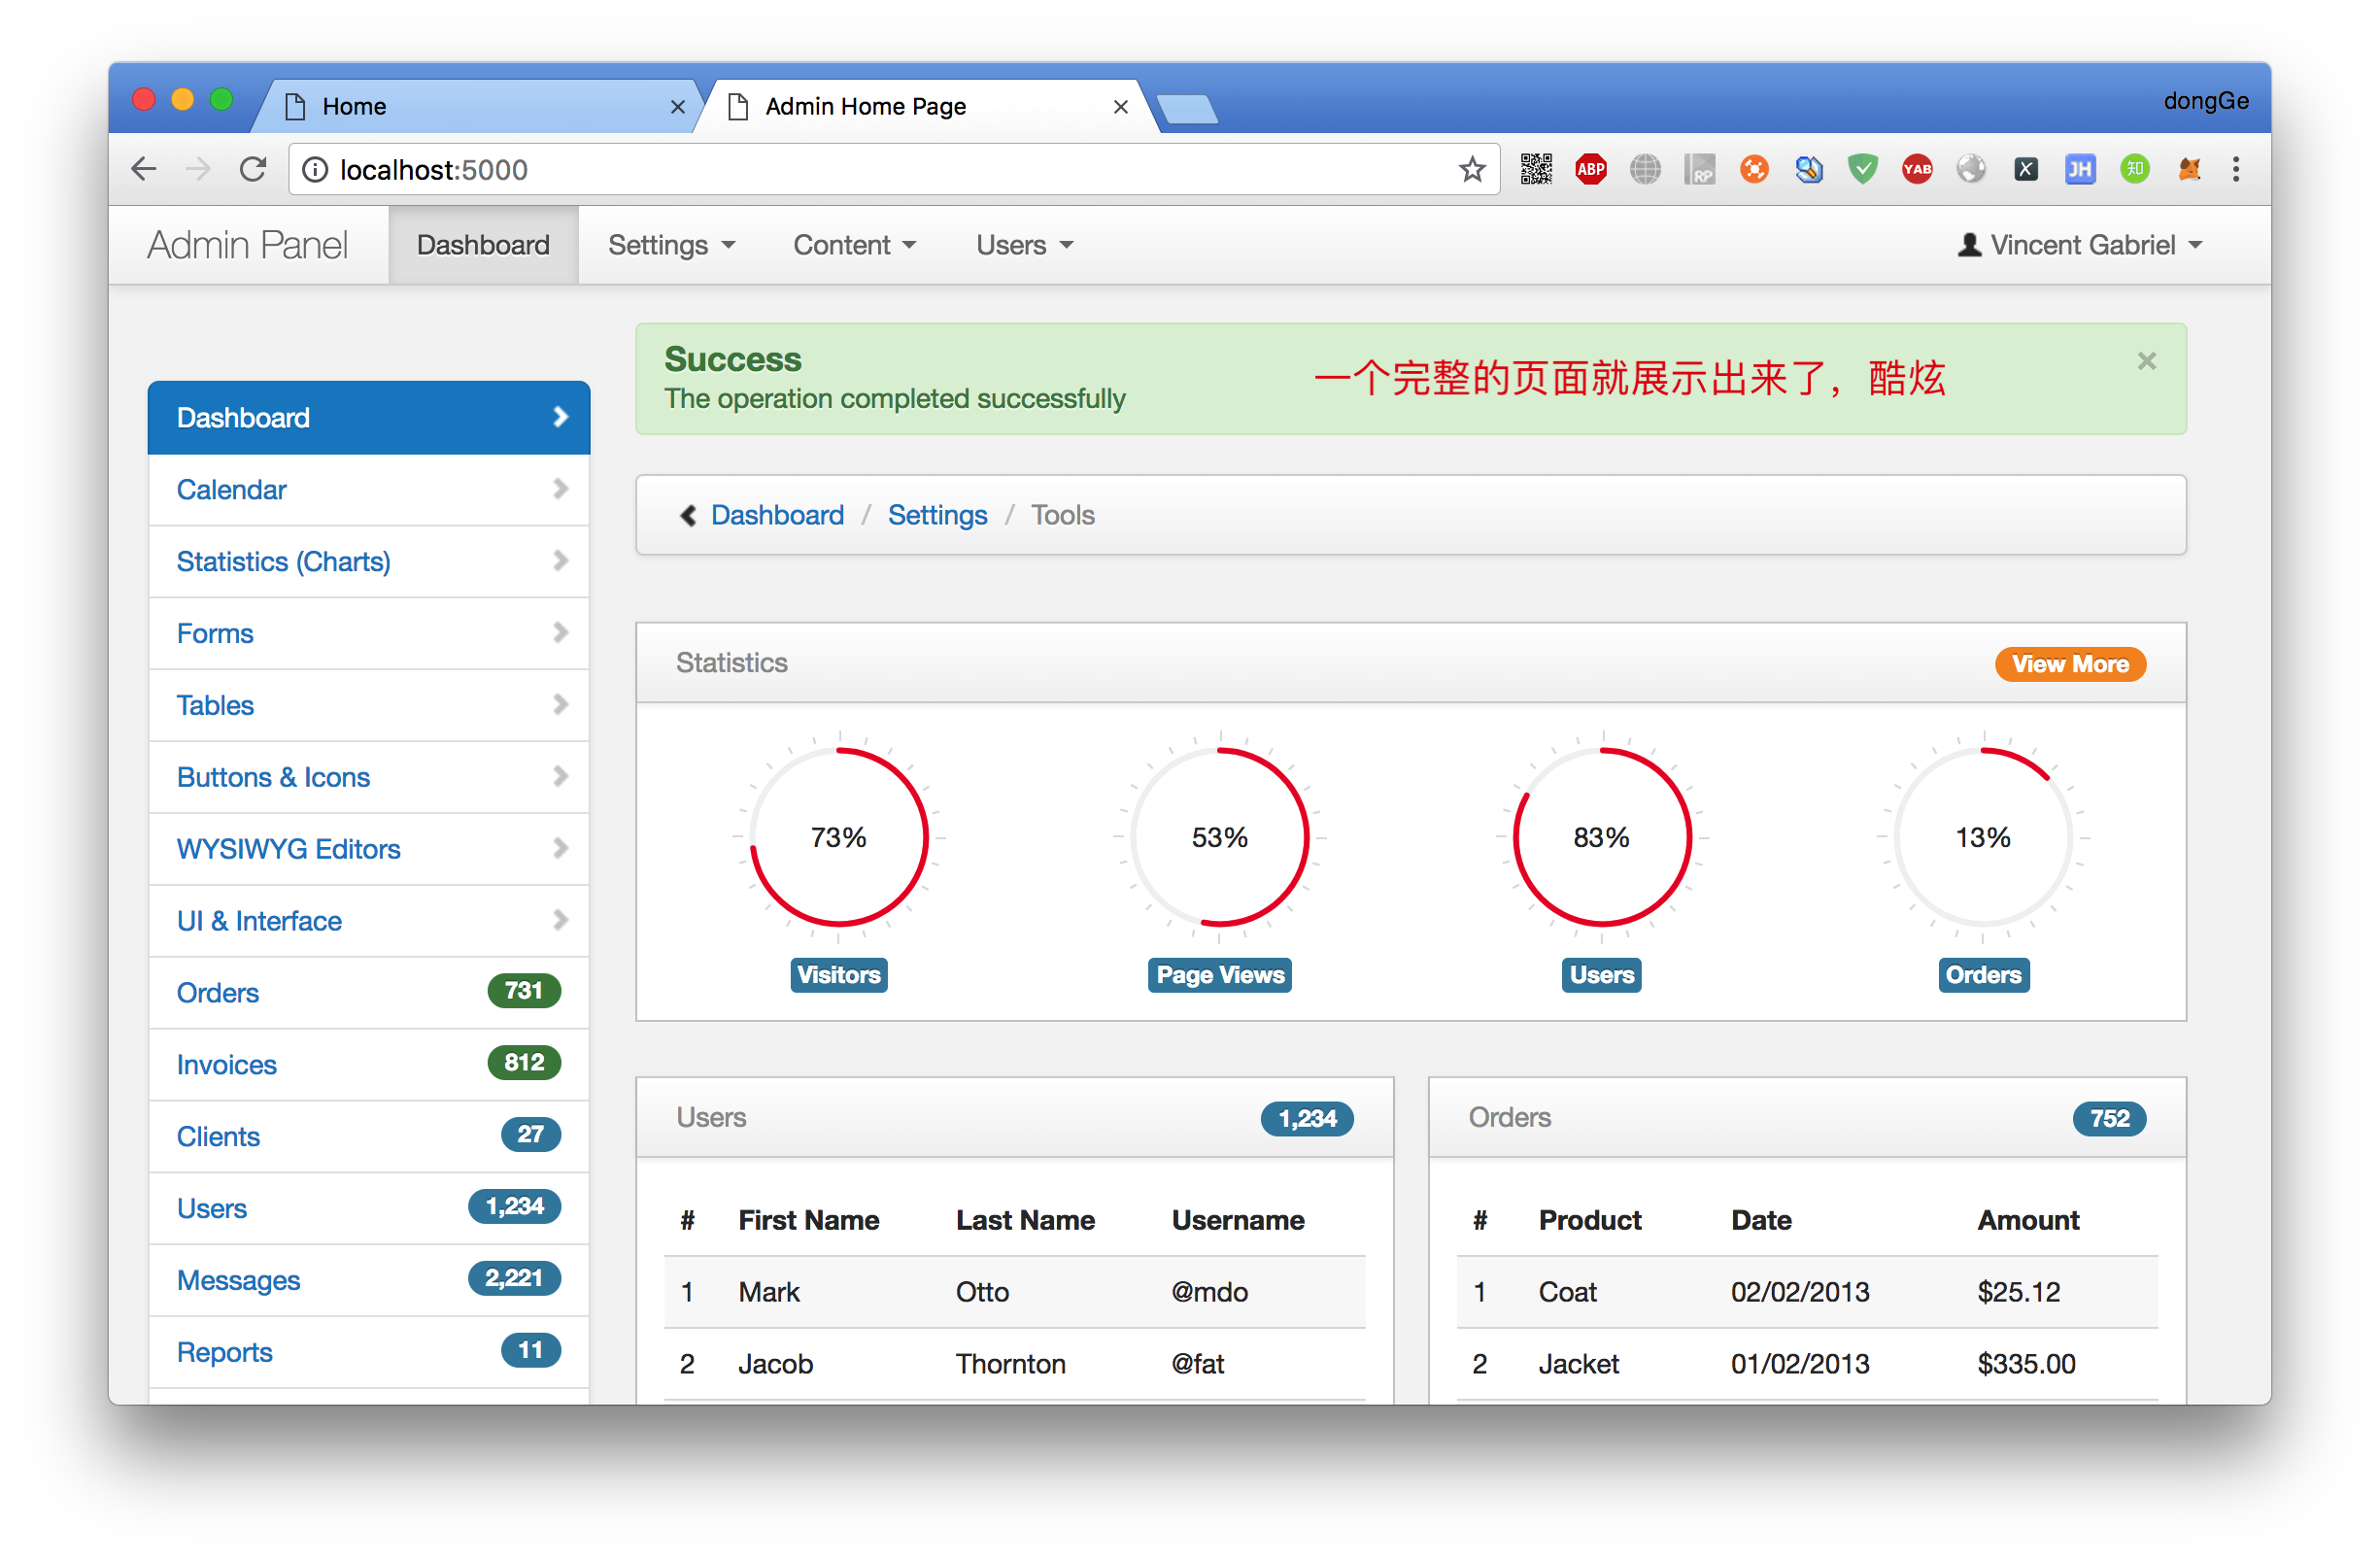 Home
Admin Home Page
dongGe
localhost:5000
ABP
RP
YAB
X
JH
知
Admin Panel
Dashboard
Settings
Content
Users
Vincent Gabriel
Success
The operation completed successfully
一个完整的页面就展示出来了，酷炫
Dashboard
Calendar
Statistics (Charts)
Forms
Tables
Buttons & Icons
WYSIWYG Editors
UI & Interface
Orders 731
Invoices 812
Clients 27
Users 1,234
Messages 2,221
Reports 11
Dashboard / Settings / Tools
Statistics
View More
73%
53%
83%
13%
Visitors
Page Views
Users
Orders
Users 1,234
# First Name Last Name Username
1 Mark Otto @mdo
2 Jacob Thornton @fat
Orders 752
# Product Date Amount
1 Coat 02/02/2013 $25.12
2 Jacket 01/02/2013 $335.00